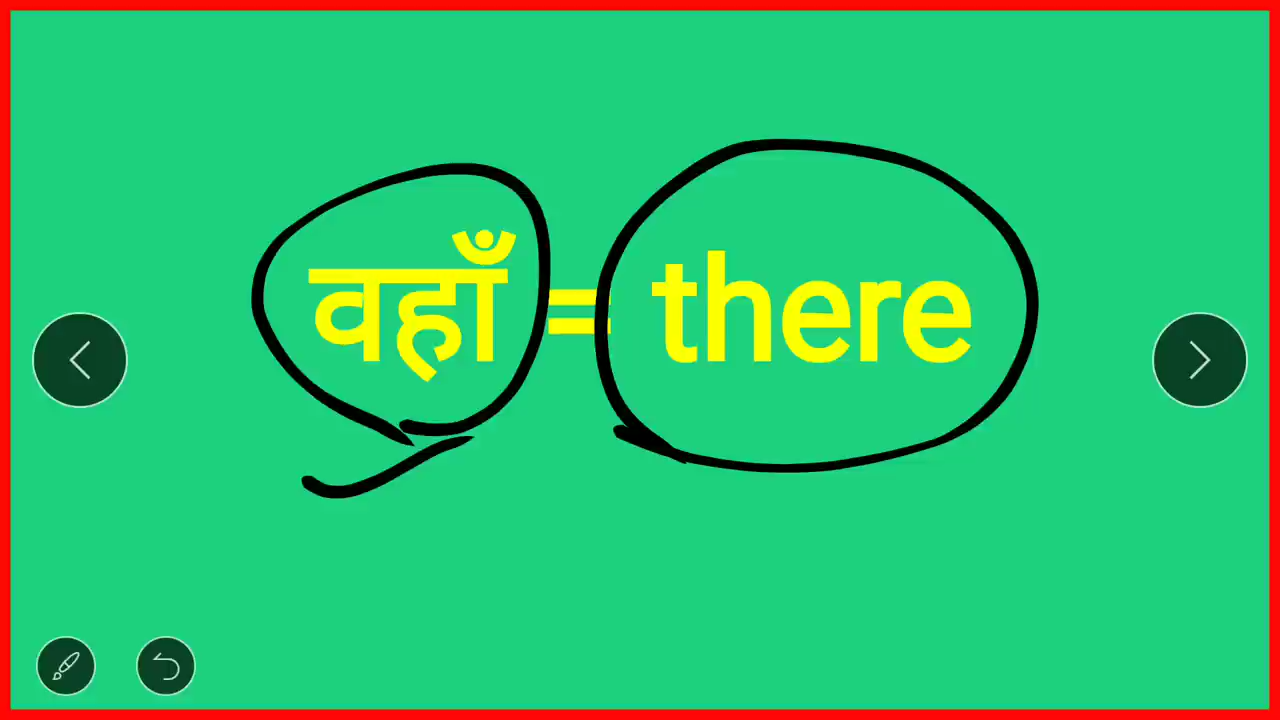 वहाँ = there